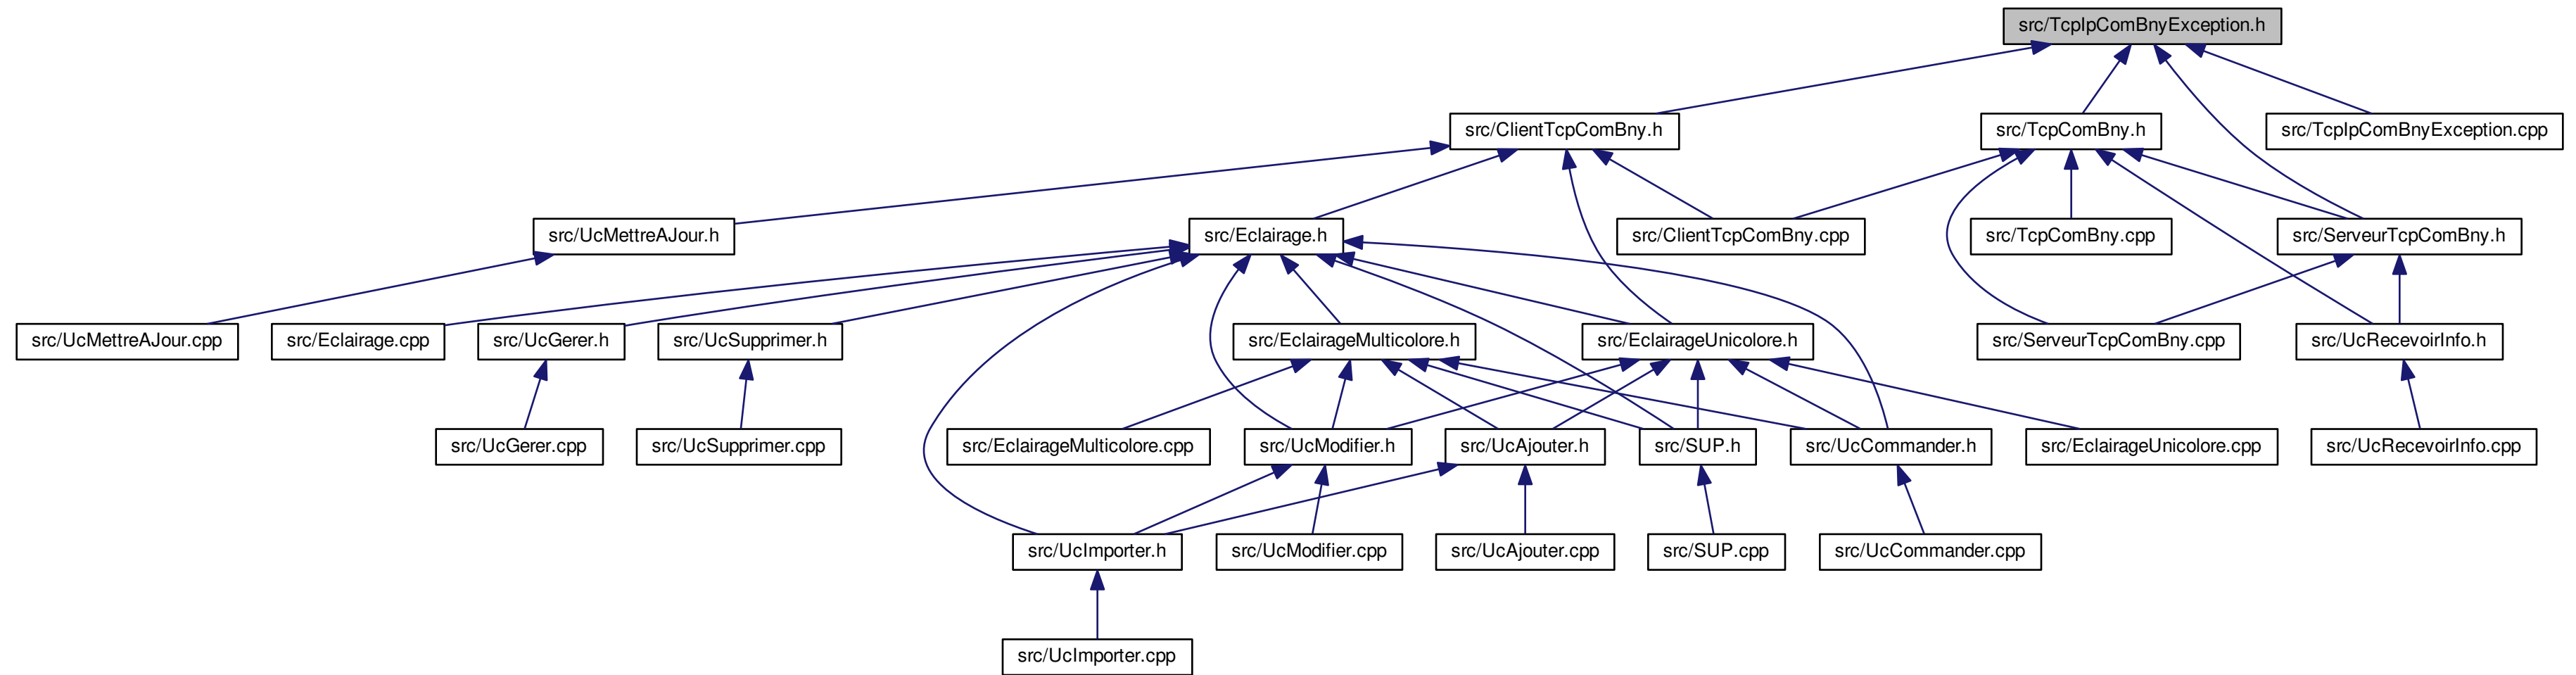 src/TcpIpComBnyException.h
src/ClientTcpComBny.h
src/TcpComBny.h
src/TcpIpComBnyException.cpp
src/UcMettreAJour.h
src/Eclairage.h
src/ClientTcpComBny.cpp
src/TcpComBny.cpp
src/ServeurTcpComBny.h
src/UcMettreAJour.cpp
src/Eclairage.cpp
src/UcGerer.h
src/UcSupprimer.h
src/EclairageMulticolore.h
src/EclairageUnicolore.h
src/ServeurTcpComBny.cpp
src/UcRecevoirInfo.h
src/UcGerer.cpp
src/UcSupprimer.cpp
src/EclairageMulticolore.cpp
src/UcModifier.h
src/UcAjouter.h
src/SUP.h
src/UcCommander.h
src/EclairageUnicolore.cpp
src/UcRecevoirInfo.cpp
src/UcImporter.h
src/UcModifier.cpp
src/UcAjouter.cpp
src/SUP.cpp
src/UcCommander.cpp
src/UcImporter.cpp